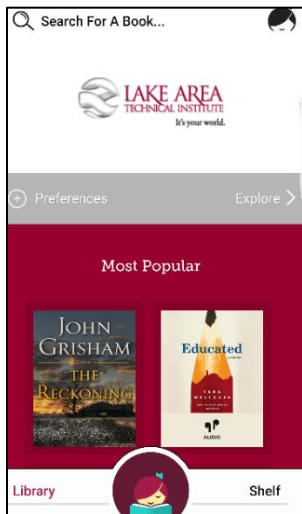 Search For A Book...
LAKE AREA
TECHNICAL INSTITUTE
It's your world.
Preferences
Explore
Most Popular
JOHN
GRISHAM
THE
RECKONING
Educated
TARA
WESTOVER
AUDIO
Library
Shelf